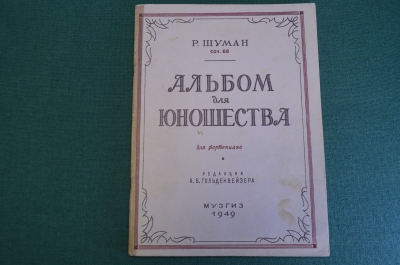 Р. ШУМАН
СОЧ. 68
АЛЬБОМ
для
ЮНОШЕСТВА
для фортепиано
РЕДАКЦИЯ
А. Б. ГОЛЬДЕНВЕЙЗЕРА
МУЗГИЗ
1949